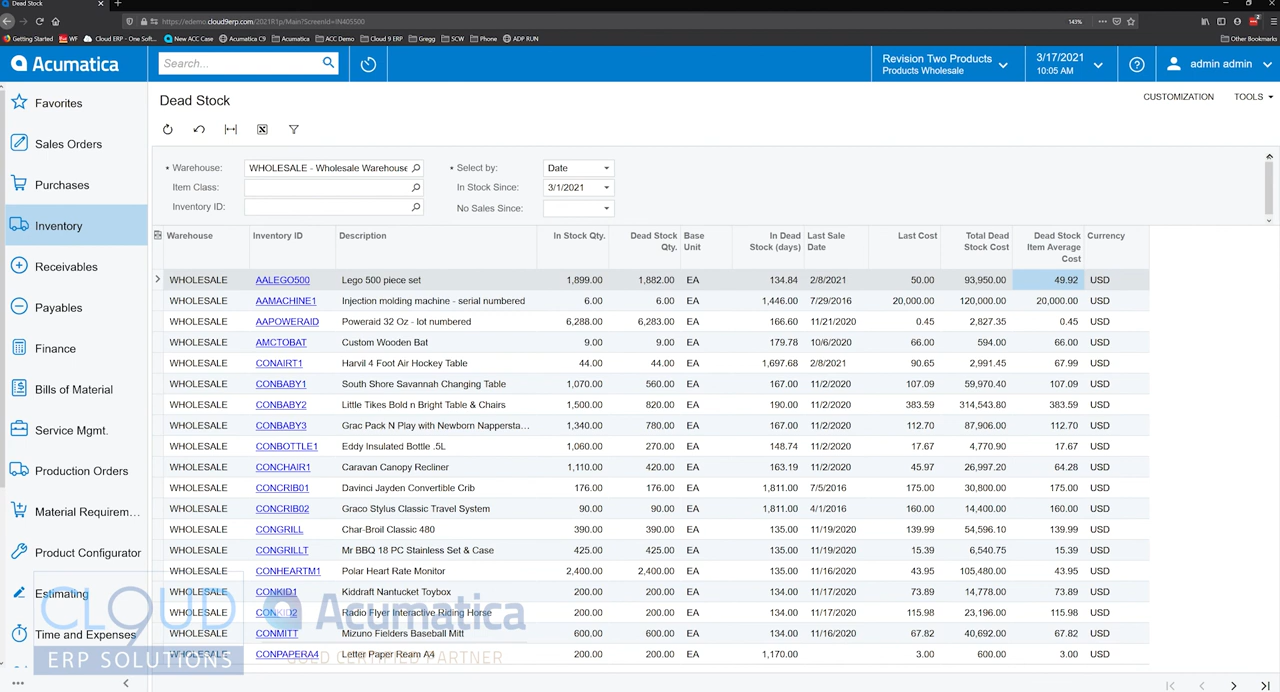 Dead Stock
https://edemo.cloud9erp.com/2021R1p/Main?ScreenId=IN405500
143%
Getting Started WF Cloud ERP - One Soft... New ACC Case Acumatica C9 Acumatica ACC Demo Cloud 9 ERP Gregg SCW Phone ADP RUN Other Bookmarks
Acumatica
Search...
Revision Two Products
Products Wholesale
3/17/2021
10:05 AM
admin admin
Favorites
Sales Orders
Purchases
Inventory
Receivables
Payables
Finance
Bills of Material
Service Mgmt.
Production Orders
Material Requirem...
Product Configurator
Estimating
Time and Expenses
Dead Stock
CUSTOMIZATION TOOLS
Warehouse: WHOLESALE - Wholesale Warehouse Select by: Date
Item Class: In Stock Since: 3/1/2021
Inventory ID: No Sales Since:
Warehouse Inventory ID Description In Stock Qty. Dead Stock Qty. Base Unit In Dead Stock (days) Last Sale Date Last Cost Total Dead Stock Cost Dead Stock Item Average Cost Currency
WHOLESALE AALEGO500 Lego 500 piece set 1,899.00 1,882.00 EA 134.84 2/8/2021 50.00 93,950.00 49.92 USD
WHOLESALE AAMACHINE1 Injection molding machine - serial numbered 6.00 6.00 EA 1,446.00 7/29/2016 20,000.00 120,000.00 20,000.00 USD
WHOLESALE AAPOWERAID Poweraid 32 Oz - lot numbered 6,288.00 6,283.00 EA 166.60 11/21/2020 0.45 2,827.35 0.45 USD
WHOLESALE AMCTOBAT Custom Wooden Bat 9.00 9.00 EA 179.78 10/6/2020 66.00 594.00 66.00 USD
WHOLESALE CONAIRT1 Harvil 4 Foot Air Hockey Table 44.00 44.00 EA 1,697.68 2/8/2021 90.65 2,991.45 67.99 USD
WHOLESALE CONBABY1 South Shore Savannah Changing Table 1,070.00 560.00 EA 167.00 11/2/2020 107.09 59,970.40 107.09 USD
WHOLESALE CONBABY2 Little Tikes Bold n Bright Table & Chairs 1,500.00 820.00 EA 190.00 11/2/2020 383.59 314,543.80 383.59 USD
WHOLESALE CONBABY3 Grac Pack N Play with Newborn Nappersta... 1,340.00 780.00 EA 167.00 11/2/2020 112.70 87,906.00 112.70 USD
WHOLESALE CONBOTTLE1 Eddy Insulated Bottle .5L 1,060.00 270.00 EA 148.74 11/2/2020 17.67 4,770.90 17.67 USD
WHOLESALE CONCHAIR1 Caravan Canopy Recliner 1,110.00 420.00 EA 163.19 11/2/2020 45.97 26,997.20 64.28 USD
WHOLESALE CONCRIB01 Davinci Jayden Convertible Crib 176.00 176.00 EA 1,811.00 7/5/2016 175.00 30,800.00 175.00 USD
WHOLESALE CONCRIB02 Graco Stylus Classic Travel System 90.00 90.00 EA 1,811.00 4/1/2016 160.00 14,400.00 160.00 USD
WHOLESALE CONGRILL Char-Broil Classic 480 390.00 390.00 EA 135.00 11/19/2020 139.99 54,596.10 139.99 USD
WHOLESALE CONGRILLT Mr BBQ 18 PC Stainless Set & Case 425.00 425.00 EA 135.00 11/19/2020 15.39 6,540.75 15.39 USD
WHOLESALE CONHEARTM1 Polar Heart Rate Monitor 2,400.00 2,400.00 EA 135.00 11/16/2020 43.95 105,480.00 43.95 USD
WHOLESALE CONKID1 Kiddraft Nantucket Toybox 200.00 200.00 EA 134.00 11/17/2020 73.89 14,778.00 73.89 USD
WHOLESALE CONKID2 Radio Flyer Interactive Riding Horse 200.00 200.00 EA 134.00 11/17/2020 115.98 23,196.00 115.98 USD
WHOLESALE CONMITT Mizuno Fielders Baseball Mitt 600.00 600.00 EA 134.00 11/16/2020 67.82 40,692.00 67.82 USD
WHOLESALE CONPAPERA4 Letter Paper Ream A4 200.00 200.00 EA 1,170.00 3.00 600.00 3.00 USD
CLOUD 9
ERP SOLUTIONS
Acumatica
GOLD CERTIFIED PARTNER